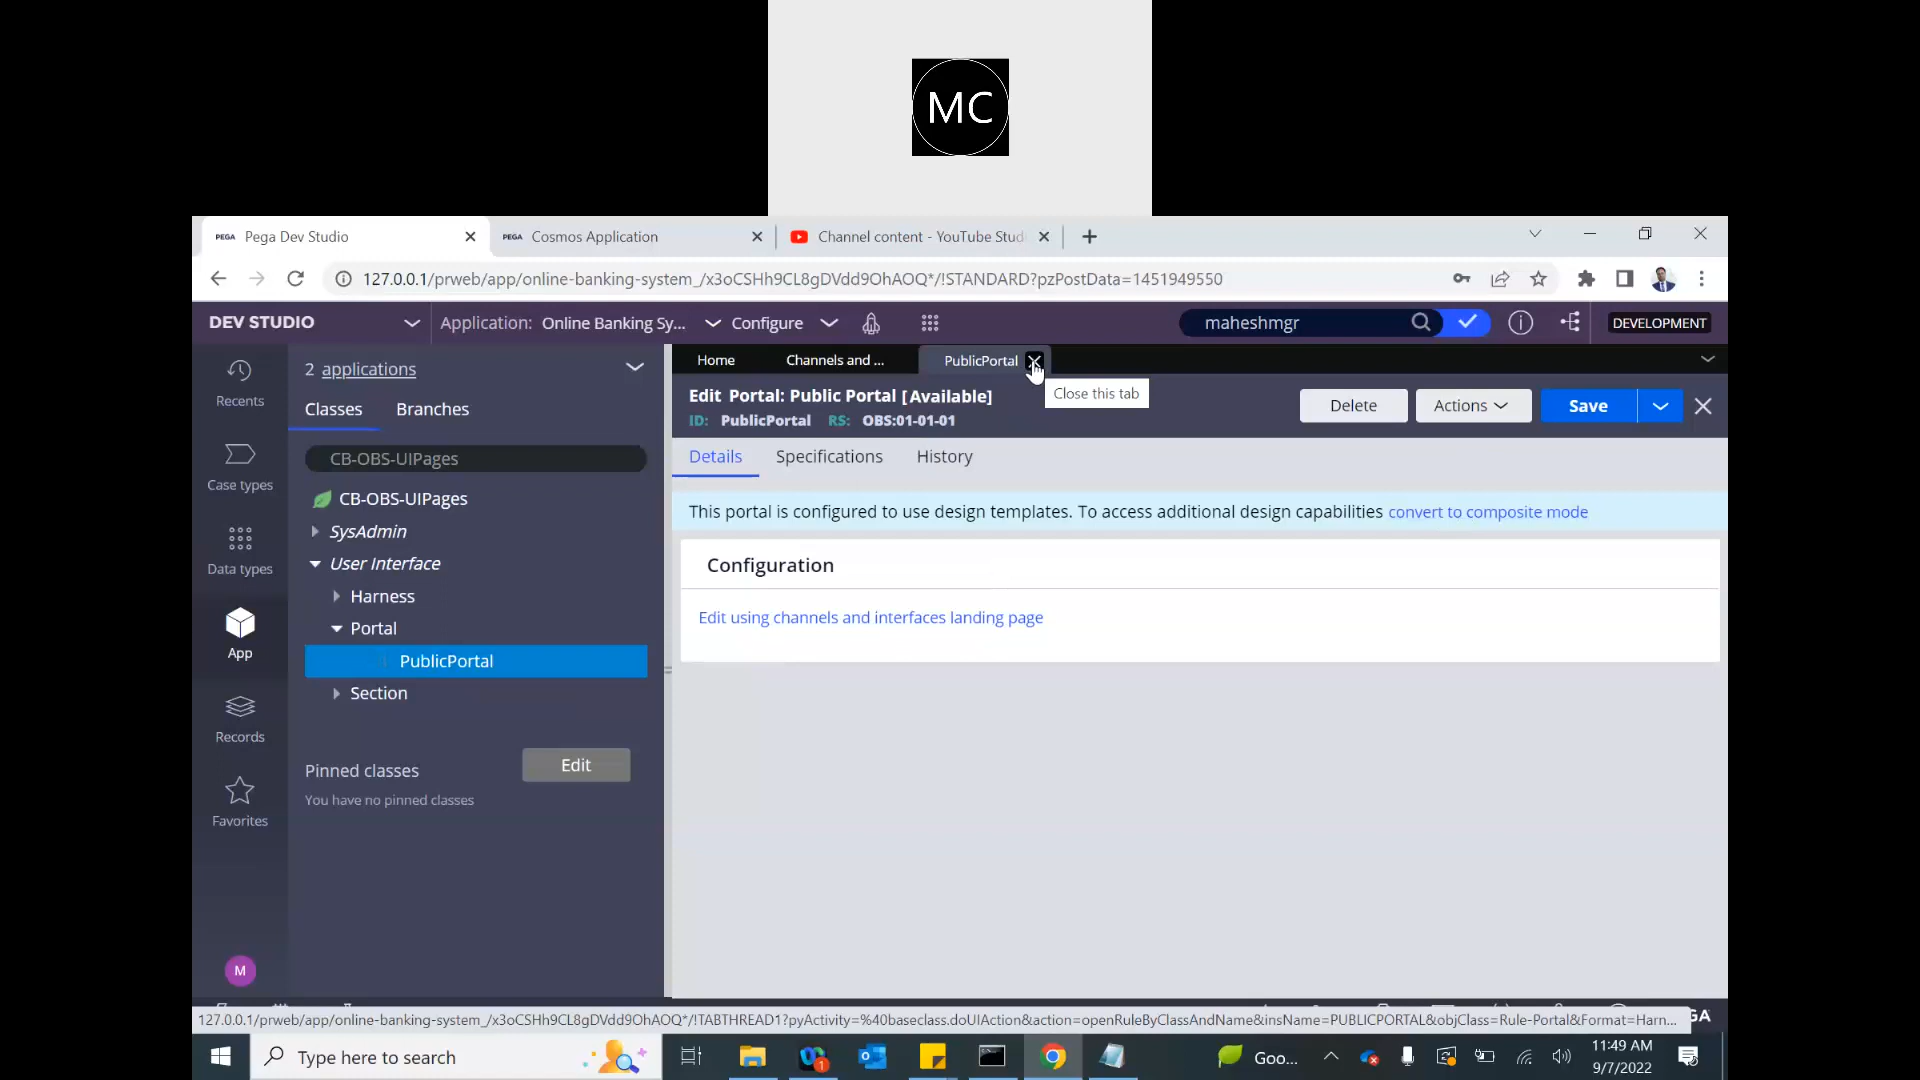 MC
PEGA Pega Dev Studio
PEGA Cosmos Application
Channel content - YouTube Stud
127.0.0.1/prweb/app/online-banking-system_/x3oCSHh9CL8gDVdd9OhAOQ*/!STANDARD?pzPostData=1451949550
DEV STUDIO
Application: Online Banking Sy...
Configure
maheshmgr
DEVELOPMENT
Recents
Case types
Data types
App
Records
Favorites
M
2 applications
Classes Branches
CB-OBS-UIPages
CB-OBS-UIPages
SysAdmin
User Interface
Harness
Portal
PublicPortal
Section
Pinned classes
Edit
You have no pinned classes
Home Channels and ... PublicPortal
Close this tab
Edit Portal: Public Portal [Available]
ID: PublicPortal RS: OBS:01-01-01
Delete Actions Save
Details Specifications History
This portal is configured to use design templates. To access additional design capabilities convert to composite mode
Configuration
Edit using channels and interfaces landing page
127.0.0.1/prweb/app/online-banking-system_/x3oCSHh9CL8gDVdd9OhAOQ*/!TABTHREAD1?pyActivity=%40baseclass.doUIAction&action=openRuleByClassAndName&insName=PUBLICPORTAL&objClass=Rule-Portal&Format=Harn...
GA
Type here to search
1
Goo...
11:49 AM
9/7/2022